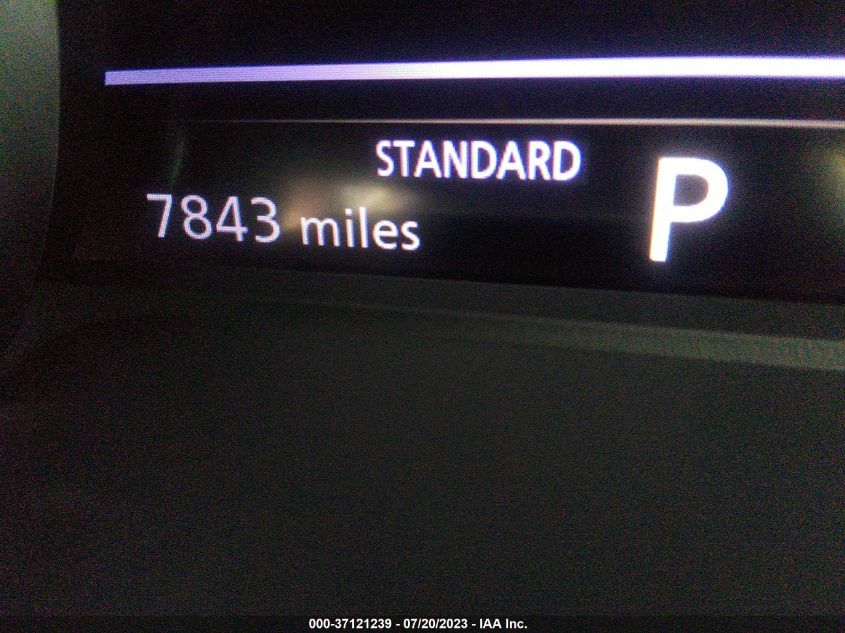 STANDARD
P
7843 miles
000-37121239 - 07/20/2023 - IAA Inc.